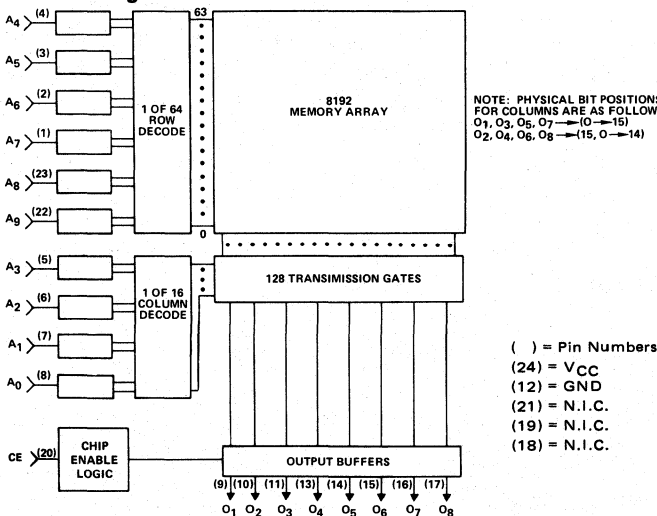 63
A4 (4)
A5 (3)
A6 (2)
A7 (1)
A8 (23)
A9 (22)
1 OF 64
ROW
DECODE
8192
MEMORY ARRAY
0
NOTE: PHYSICAL BIT POSITIONS
FOR COLUMNS ARE AS FOLLOW
O1, O3, O5, O7 → (O → 15)
O2, O4, O6, O8 → (15, O → 14)
A3 (5)
A2 (6)
A1 (7)
A0 (8)
1 OF 16
COLUMN
DECODE
128 TRANSMISSION GATES
( ) = Pin Numbers
(24) = VCC
(12) = GND
(21) = N.I.C.
(19) = N.I.C.
(18) = N.I.C.
CE (20)
CHIP
ENABLE
LOGIC
OUTPUT BUFFERS
(9) (10) (11) (13) (14) (15) (16) (17)
O1 O2 O3 O4 O5 O6 O7 O8